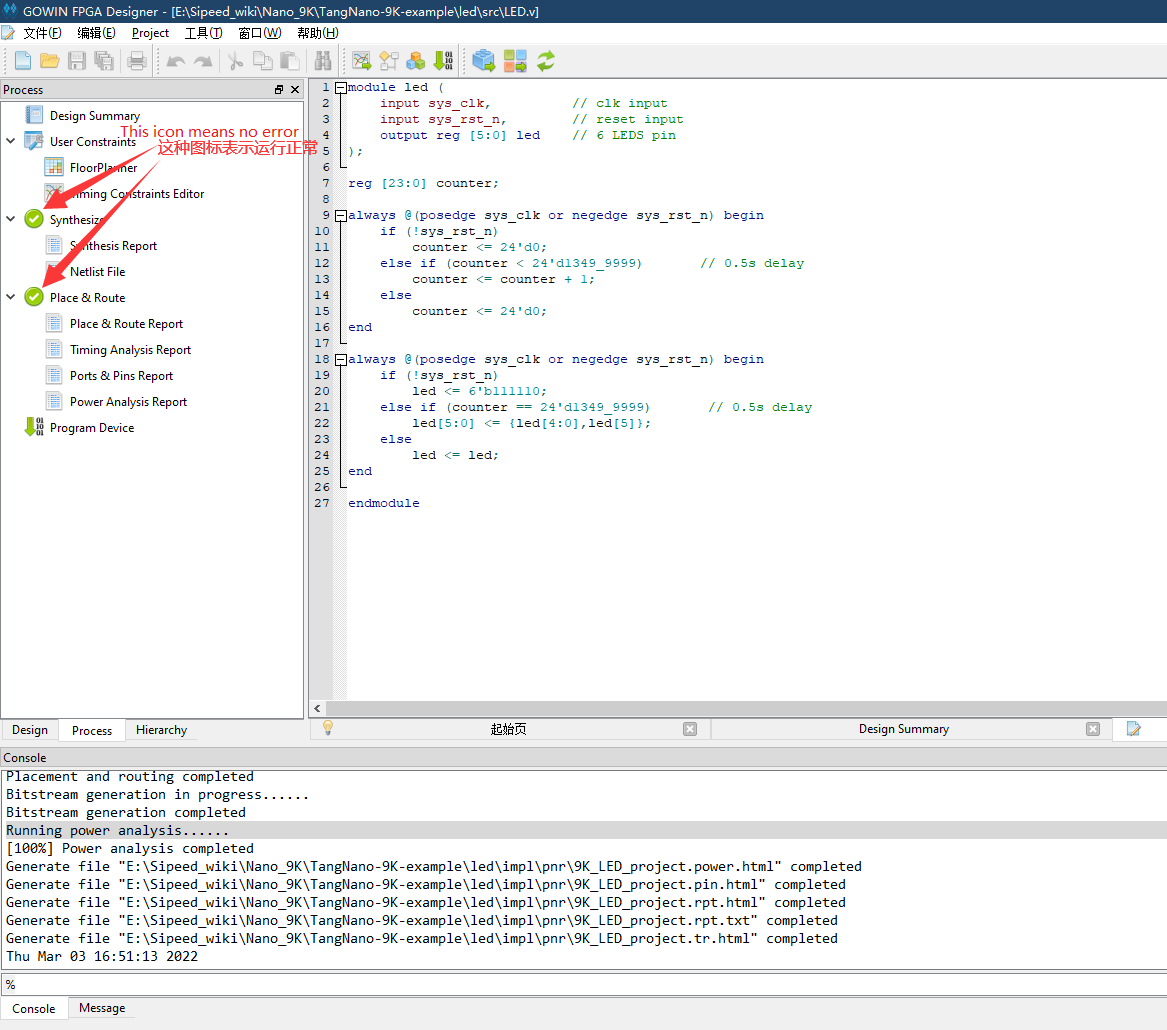 GOWIN FPGA Designer - [E:\Sipeed_wiki\Nano_9K\TangNano-9K-example\led\src\LED.v]
文件(F) 编辑(E) Project 工具(T) 窗口(W) 帮助(H)
Process
Design Summary
This icon means no error
User Constraints
这种图标表示运行正常
FloorPlanner
Timing Constraints Editor
Synthesize
Synthesis Report
Netlist File
Place & Route
Place & Route Report
Timing Analysis Report
Ports & Pins Report
Power Analysis Report
Program Device
1 module led (
2 input sys_clk, // clk input
3 input sys_rst_n, // reset input
4 output reg [5:0] led // 6 LEDS pin
5 );
6
7 reg [23:0] counter;
8
9 always @(posedge sys_clk or negedge sys_rst_n) begin
10 if (!sys_rst_n)
11 counter <= 24'd0;
12 else if (counter < 24'd1349_9999) // 0.5s delay
13 counter <= counter + 1;
14 else
15 counter <= 24'd0;
16 end
17
18 always @(posedge sys_clk or negedge sys_rst_n) begin
19 if (!sys_rst_n)
20 led <= 6'b111110;
21 else if (counter == 24'd1349_9999) // 0.5s delay
22 led[5:0] <= {led[4:0],led[5]};
23 else
24 led <= led;
25 end
26
27 endmodule
Design Process Hierarchy
起始页 Design Summary
Console
Placement and routing completed
Bitstream generation in progress......
Bitstream generation completed
Running power analysis......
[100%] Power analysis completed
Generate file "E:\Sipeed_wiki\Nano_9K\TangNano-9K-example\led\impl\pnr\9K_LED_project.power.html" completed
Generate file "E:\Sipeed_wiki\Nano_9K\TangNano-9K-example\led\impl\pnr\9K_LED_project.pin.html" completed
Generate file "E:\Sipeed_wiki\Nano_9K\TangNano-9K-example\led\impl\pnr\9K_LED_project.rpt.html" completed
Generate file "E:\Sipeed_wiki\Nano_9K\TangNano-9K-example\led\impl\pnr\9K_LED_project.rpt.txt" completed
Generate file "E:\Sipeed_wiki\Nano_9K\TangNano-9K-example\led\impl\pnr\9K_LED_project.tr.html" completed
Thu Mar 03 16:51:13 2022
%
Console Message